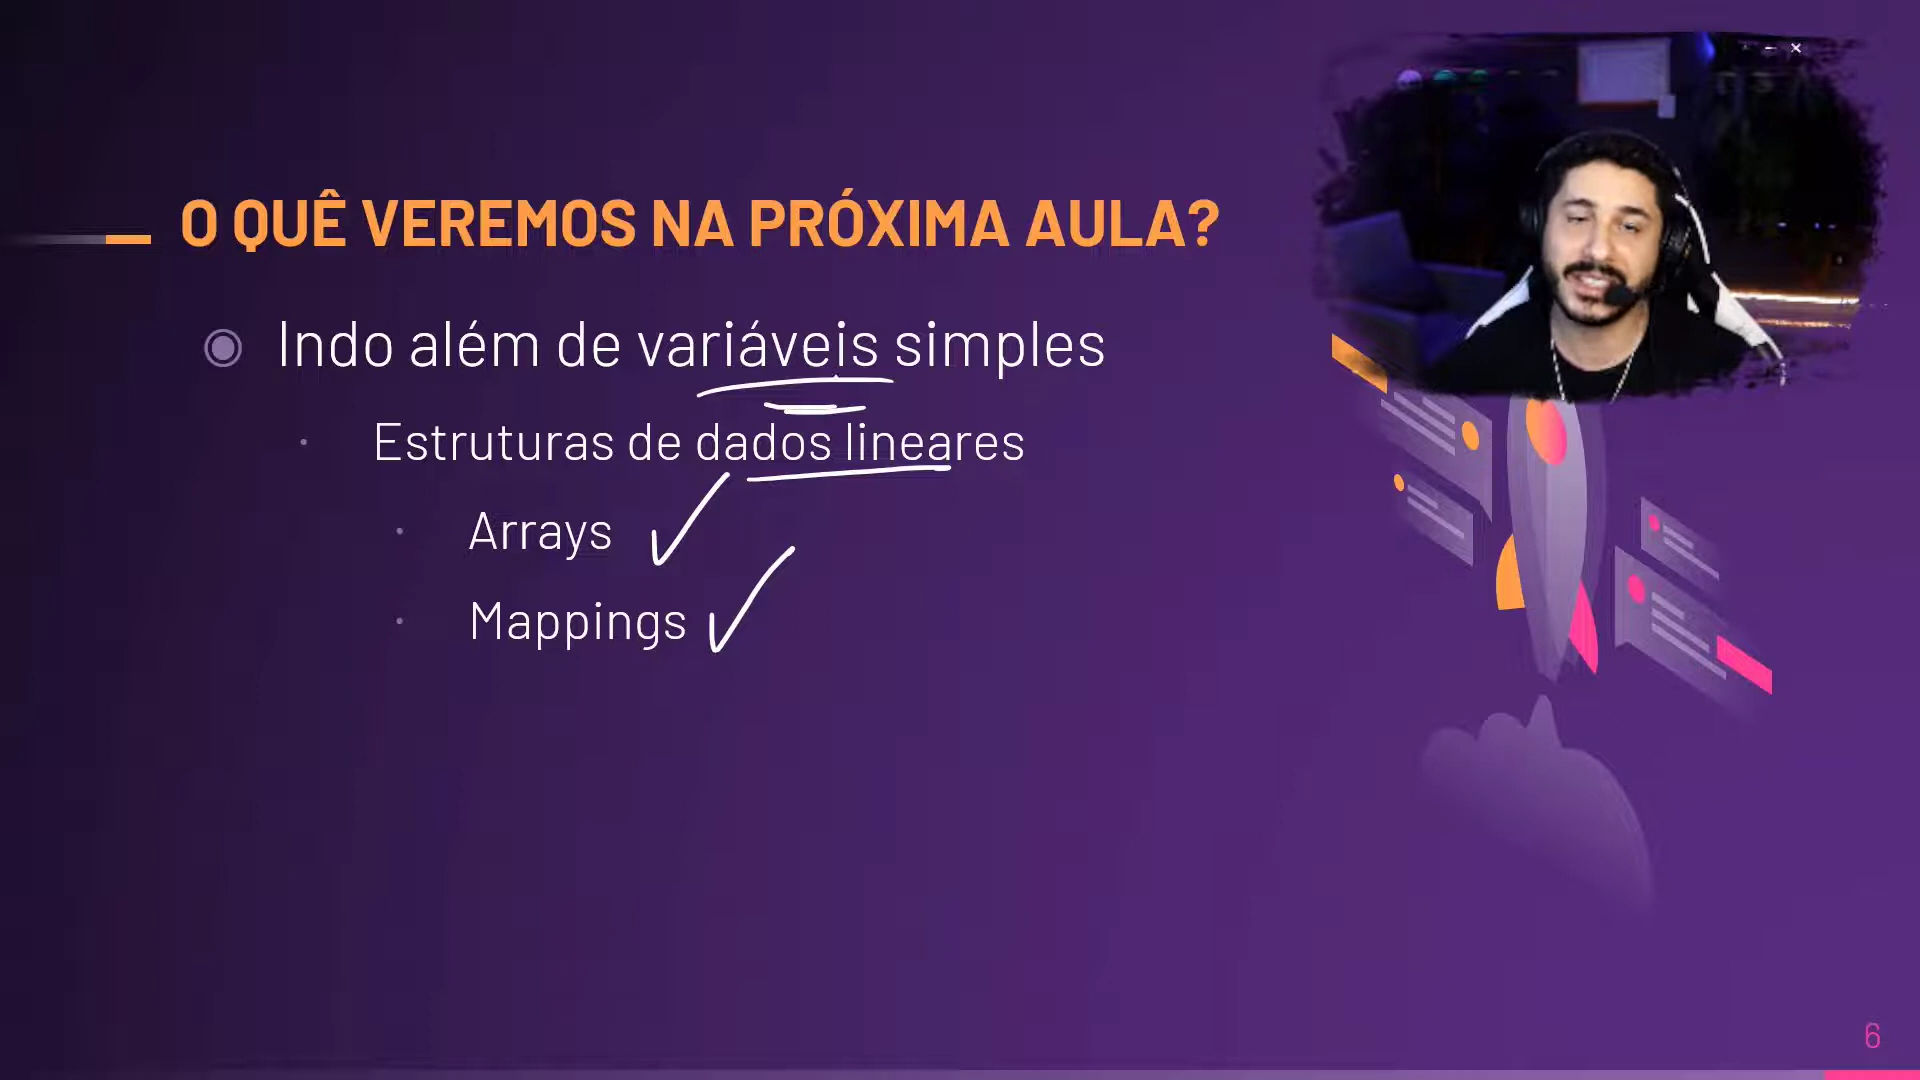 O QUÊ VEREMOS NA PRÓXIMA AULA?
Indo além de variáveis simples
Estruturas de dados lineares
Arrays
Mappings
6